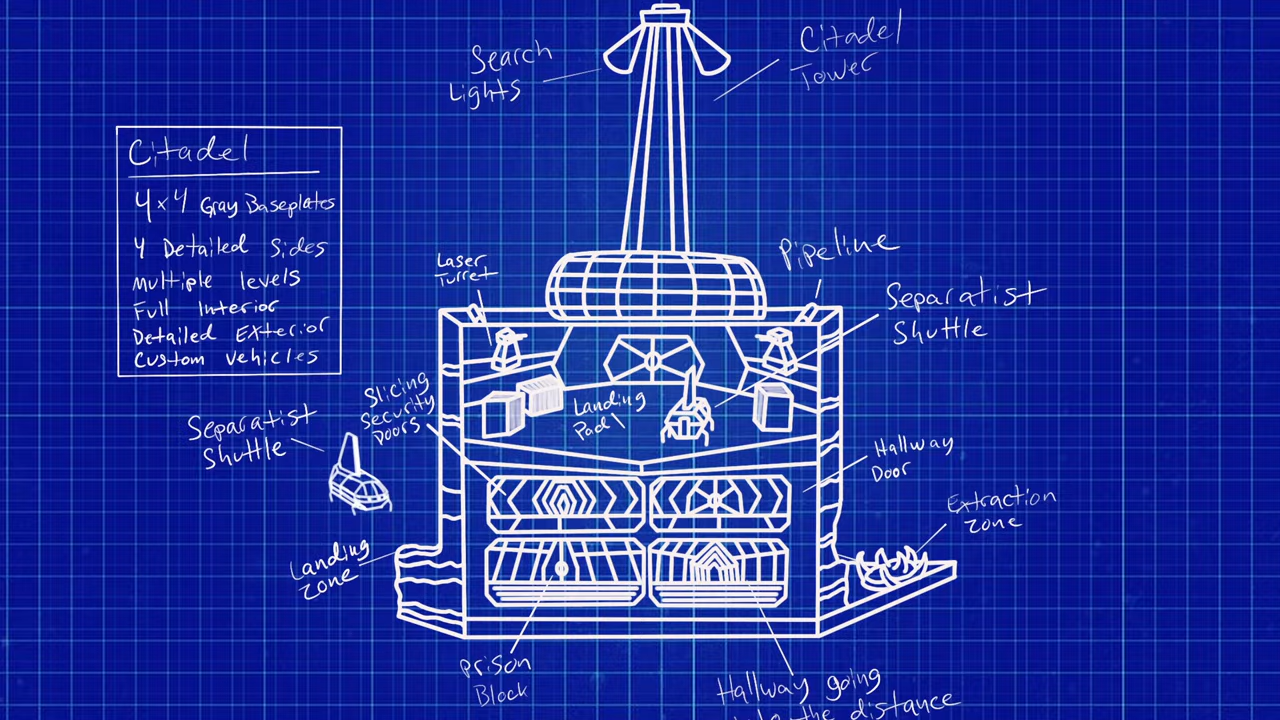 Search
Lights
Citadel
Tower
Citadel
4x4 Gray Baseplates
4 Detailed Sides
Multiple levels
Full Interior
Detailed Exterior
Custom Vehicles
Laser
Turret
Pipeline
Separatist
Shuttle
Slicing
Security
Doors
Landing
Pad
Separatist
Shuttle
Hallway
Door
Extraction
Zone
Landing
Zone
Prison
Block
Hallway going
the distance